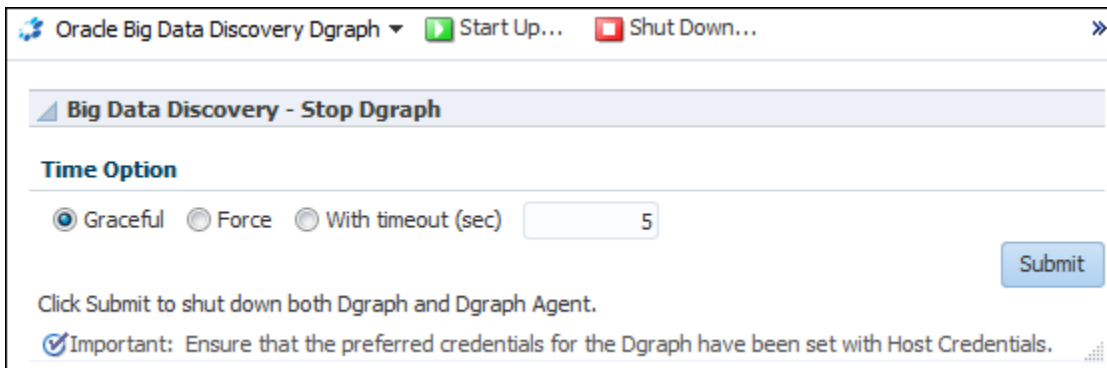 Oracle Big Data Discovery Dgraph Start Up... Shut Down... »
Big Data Discovery - Stop Dgraph
Time Option
Graceful Force With timeout (sec) 5
Submit
Click Submit to shut down both Dgraph and Dgraph Agent.
Important: Ensure that the preferred credentials for the Dgraph have been set with Host Credentials.